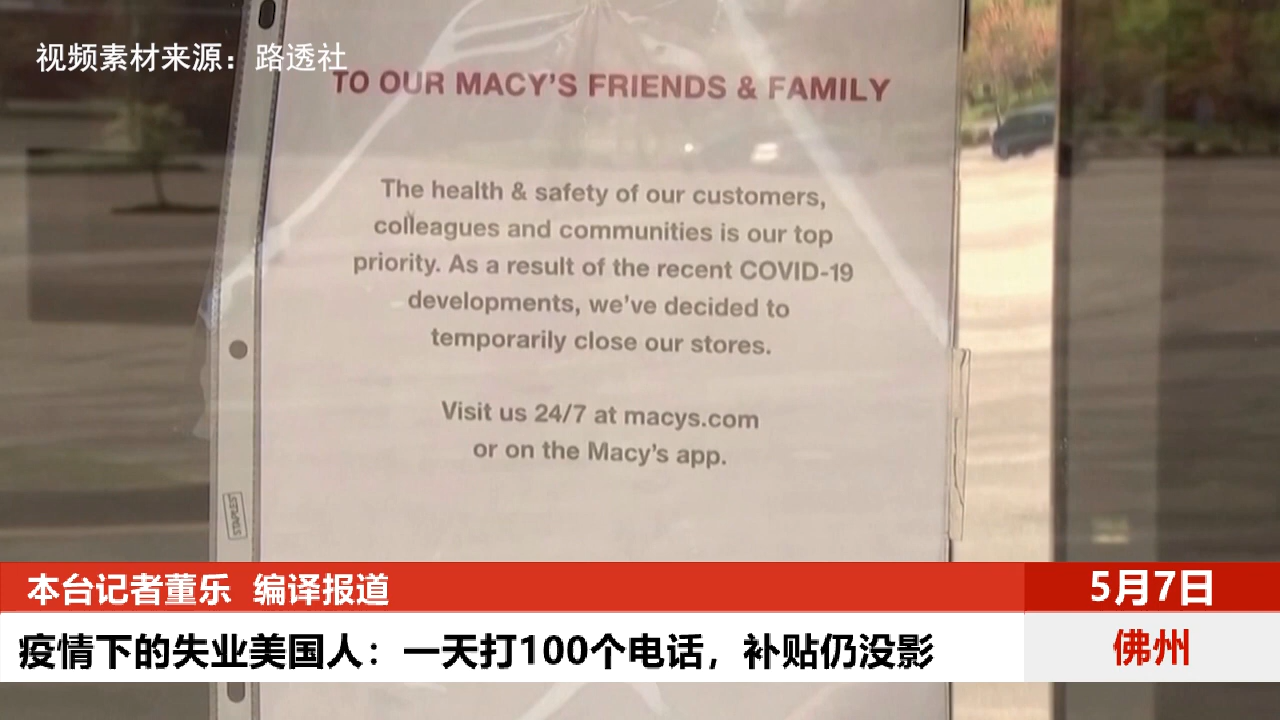 视频素材来源：路透社
TO OUR MACY'S FRIENDS & FAMILY
The health & safety of our customers,
colleagues and communities is our top
priority. As a result of the recent COVID-19
developments, we've decided to
temporarily close our stores.
Visit us 24/7 at macys.com
or on the Macy's app.
STAPLES
本台记者董乐 编译报道
5月7日
疫情下的失业美国人：一天打100个电话，补贴仍没影
佛州